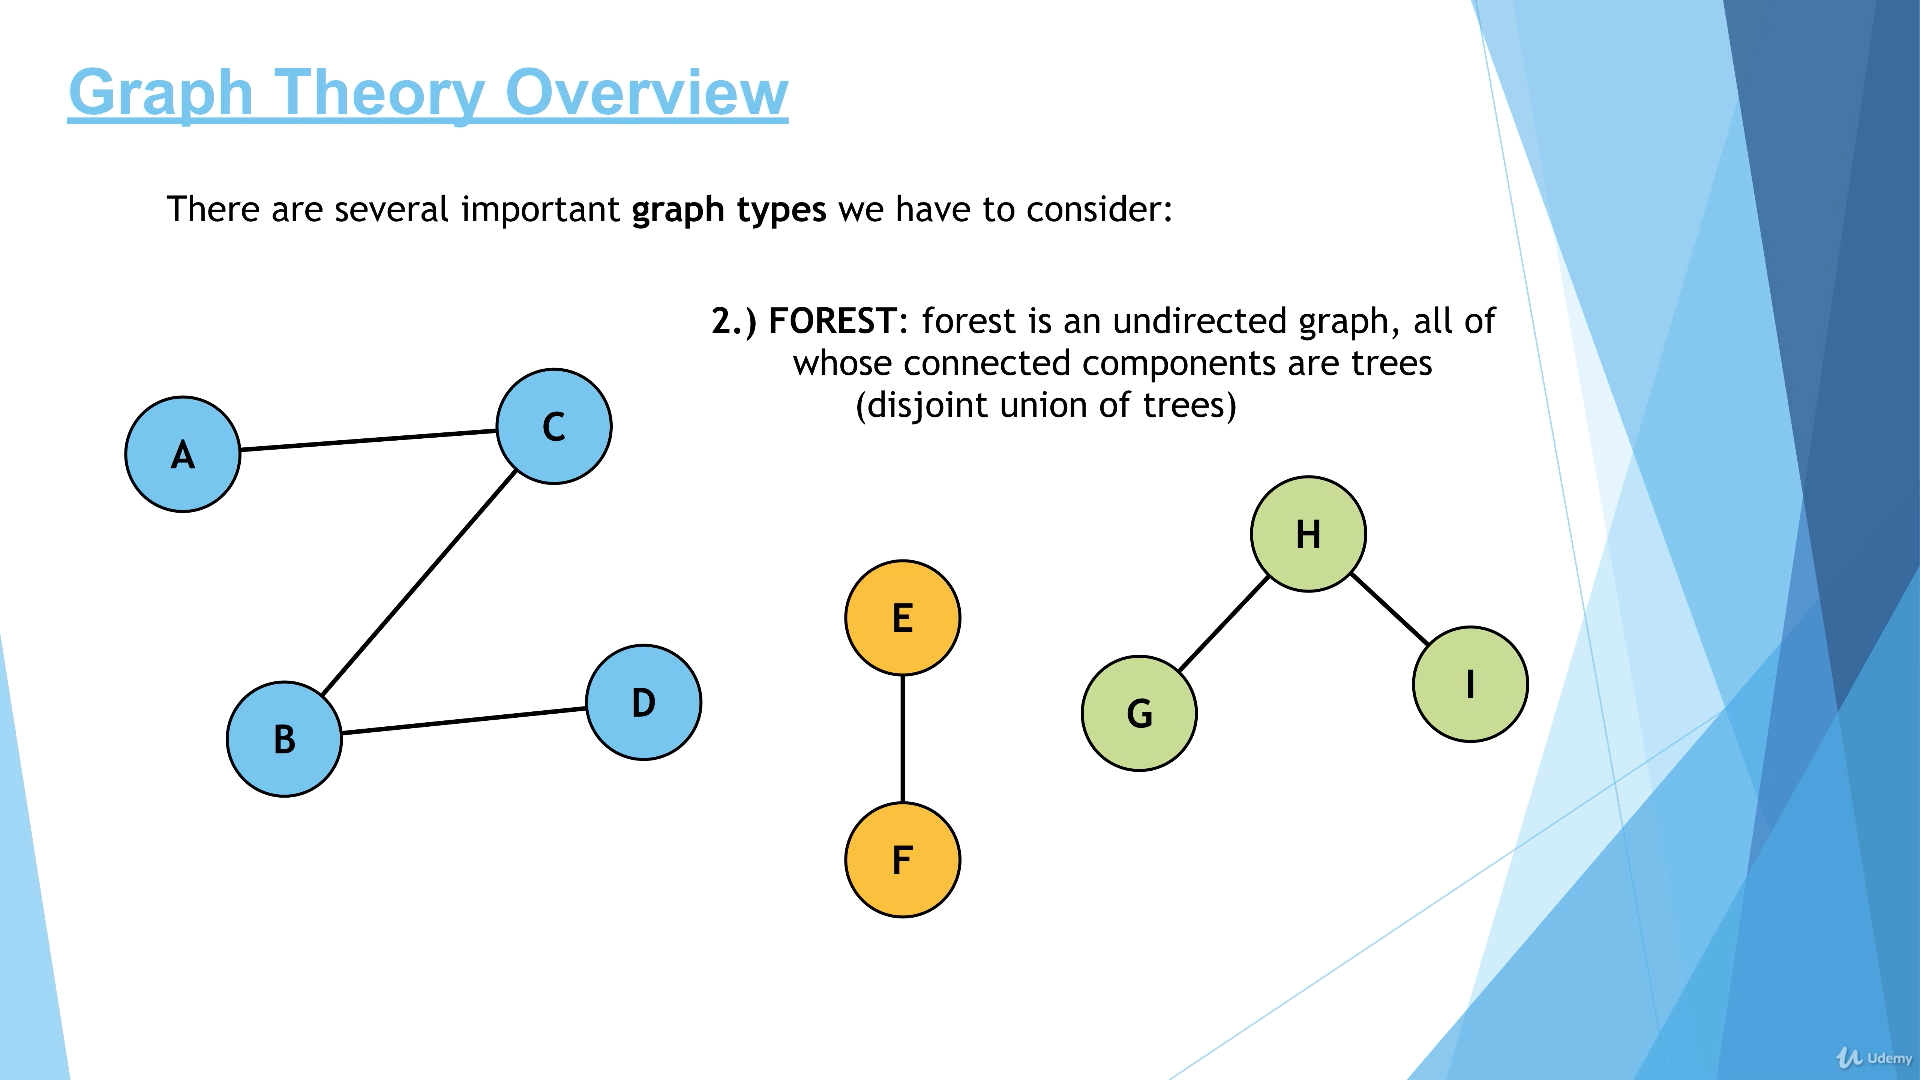 Graph Theory Overview
There are several important graph types we have to consider:
2.) FOREST: forest is an undirected graph, all of
whose connected components are trees
(disjoint union of trees)
A
C
B
D
E
F
H
G
I
Udemy